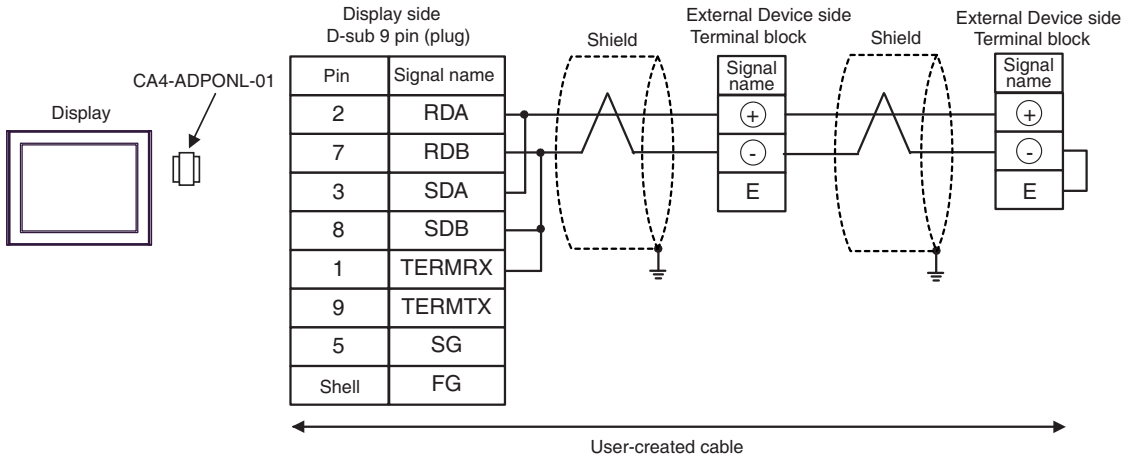 Display side
D-sub 9 pin (plug)
Shield
External Device side
Terminal block
Shield
External Device side
Terminal block
CA4-ADPONL-01
Display
Pin Signal name
2 RDA
7 RDB
3 SDA
8 SDB
1 TERMRX
9 TERMTX
5 SG
Shell FG
Signal
name
+
-
E
Signal
name
+
-
E
User-created cable